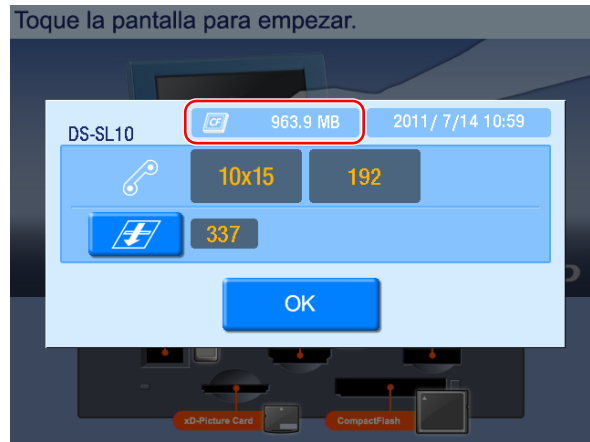 Toque la pantalla para empezar.
DS-SL10
CF 963.9 MB
2011/ 7/14 10:59
10x15 192
337
OK
xD-Picture Card
CompactFlash